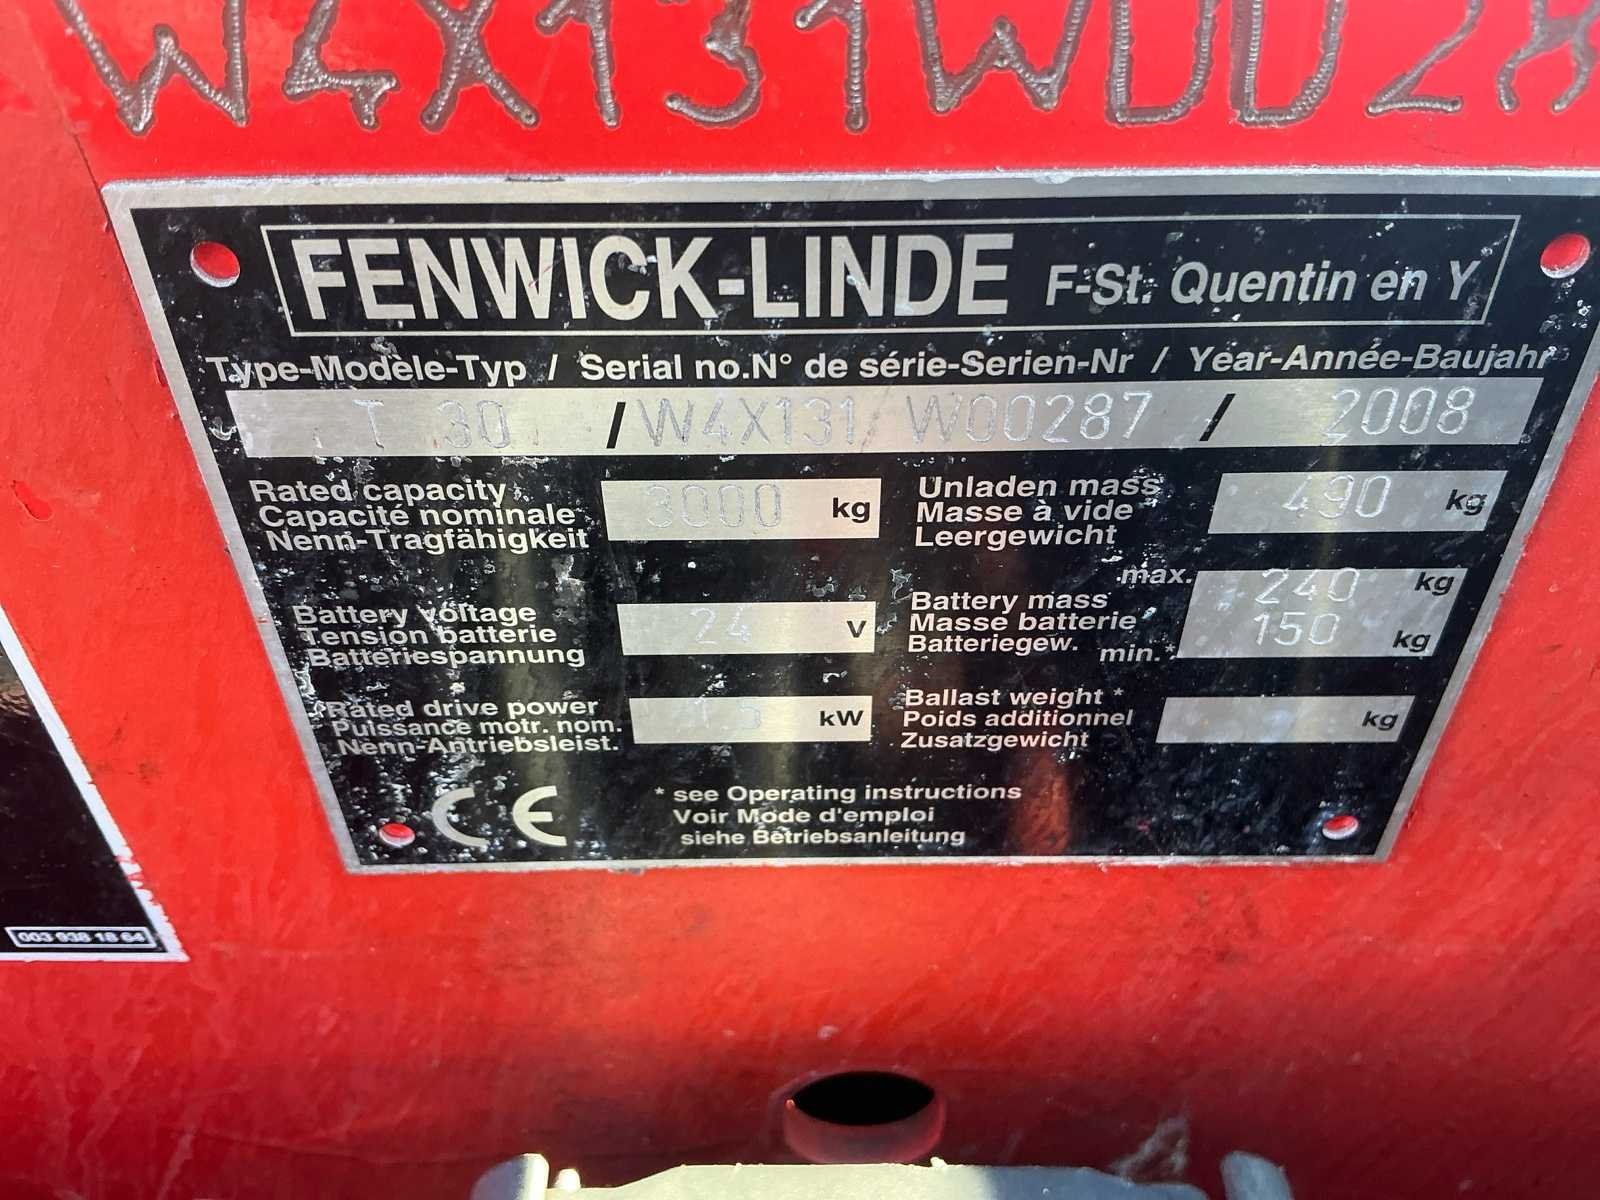 W4X131W002
FENWICK-LINDE F-St. Quentin en Y
Type-Modèle-Typ / Serial no.N° de série-Serien-Nr / Year-Année-Baujahr
T 30 / W4X131 W00287 / 2008
Rated capacity
Capacité nominale
Nenn-Tragfähigkeit
3000 kg
Unladen mass
Masse à vide
Leergewicht
490 kg
Battery voltage
Tension batterie
Batteriespannung
24 V
max.
Battery mass
Masse batterie
Batteriegew.
min.*
240 kg
150 kg
Rated drive power
Puissance motr. nom.
Nenn-Antriebsleist.
kW
Ballast weight *
Poids additionnel
Zusatzgewicht
kg
CE
* see Operating instructions
Voir Mode d'emploi
siehe Betriebsanleitung
003 938 18 64